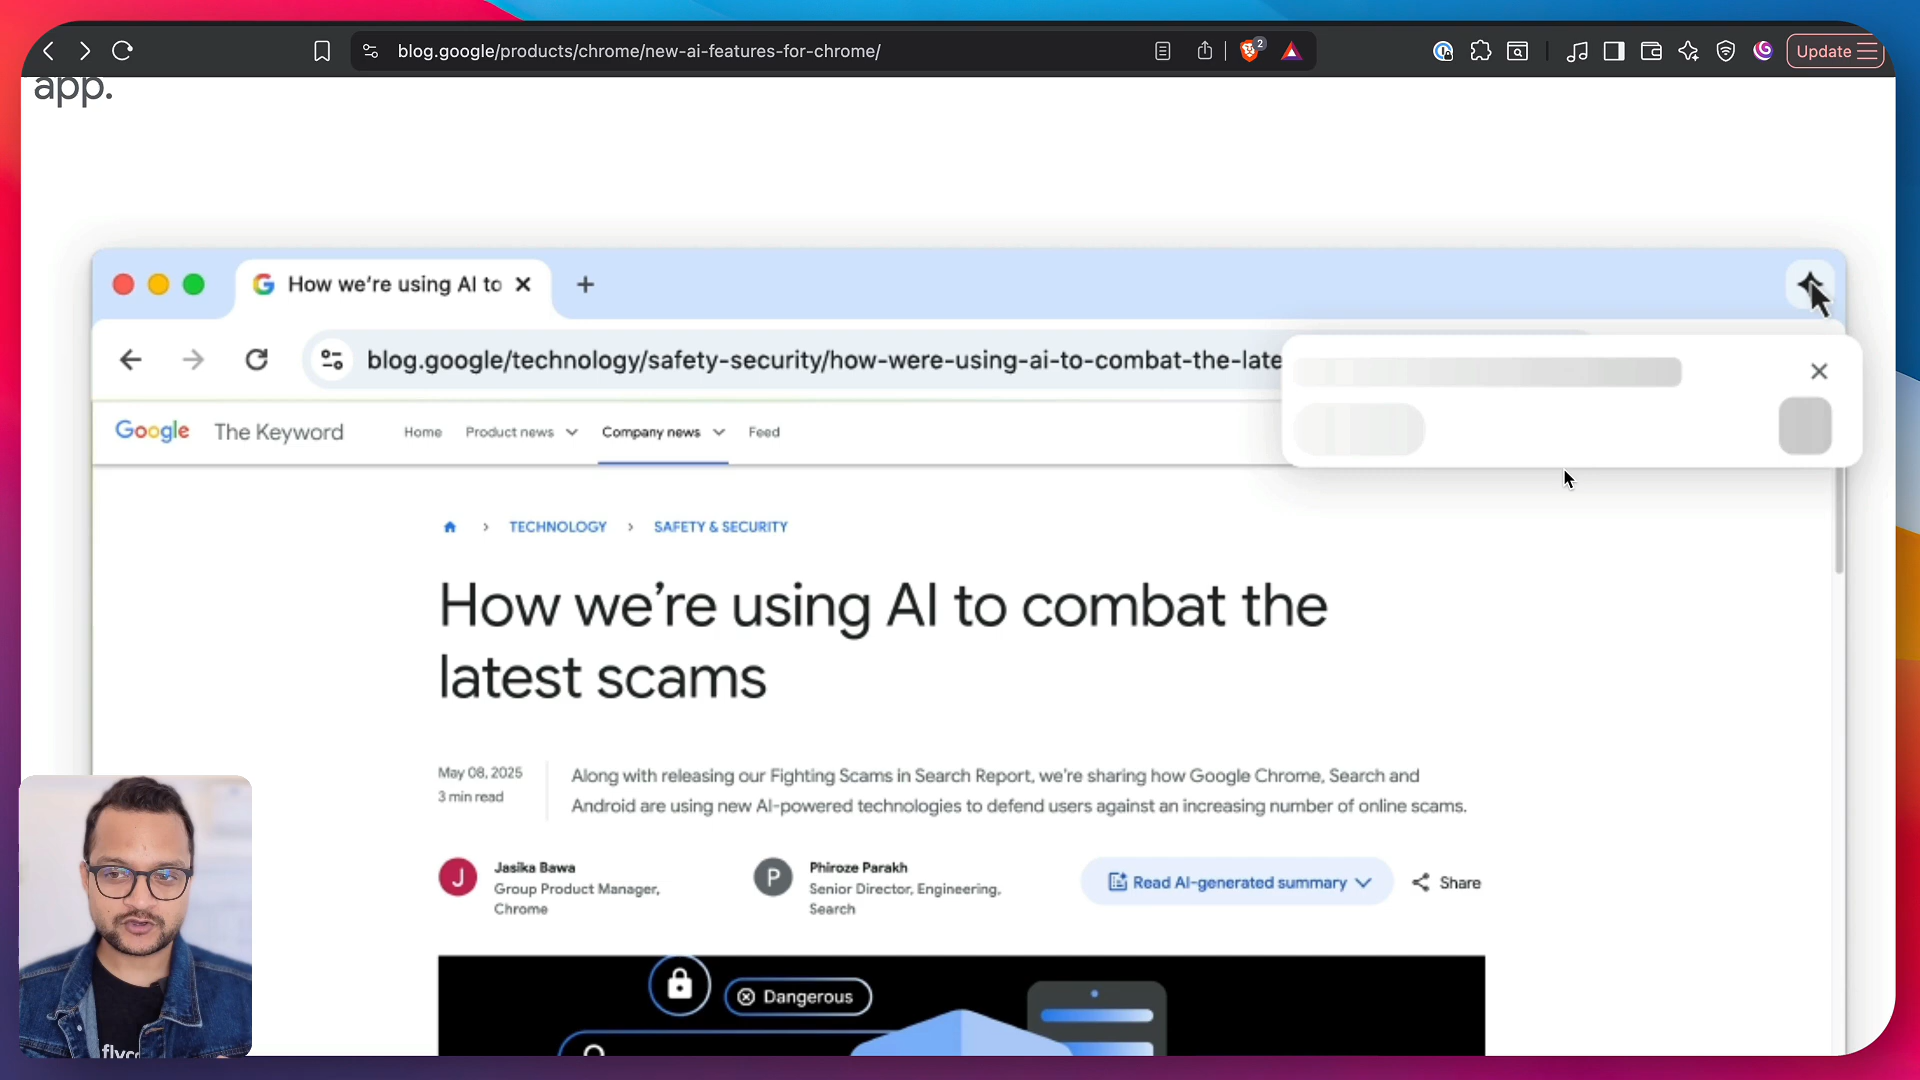 blog.google/products/chrome/new-ai-features-for-chrome/
2
Update
app.
How we're using AI to
blog.google/technology/safety-security/how-were-using-ai-to-combat-the-late
Google The Keyword Home Product news Company news Feed
TECHNOLOGY > SAFETY & SECURITY
How we're using AI to combat the
latest scams
May 08, 2025
3 min read
Along with releasing our Fighting Scams in Search Report, we're sharing how Google Chrome, Search and
Android are using new AI-powered technologies to defend users against an increasing number of online scams.
J
Jasika Bawa
Group Product Manager,
Chrome
P
Phiroze Parakh
Senior Director, Engineering,
Search
Read AI-generated summary
Share
Dangerous